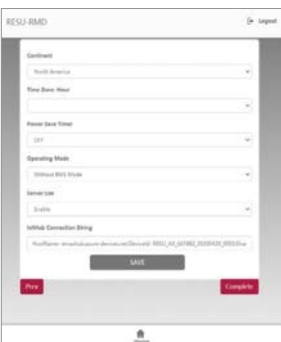 RESU-RMD Logout
Continent
North America
Time Zone Hour
Power Save Timer
OFF
Operating Mode
Without BMS Mode
Server Use
Enable
IotHub Connection String
SAVE
Prev Complete